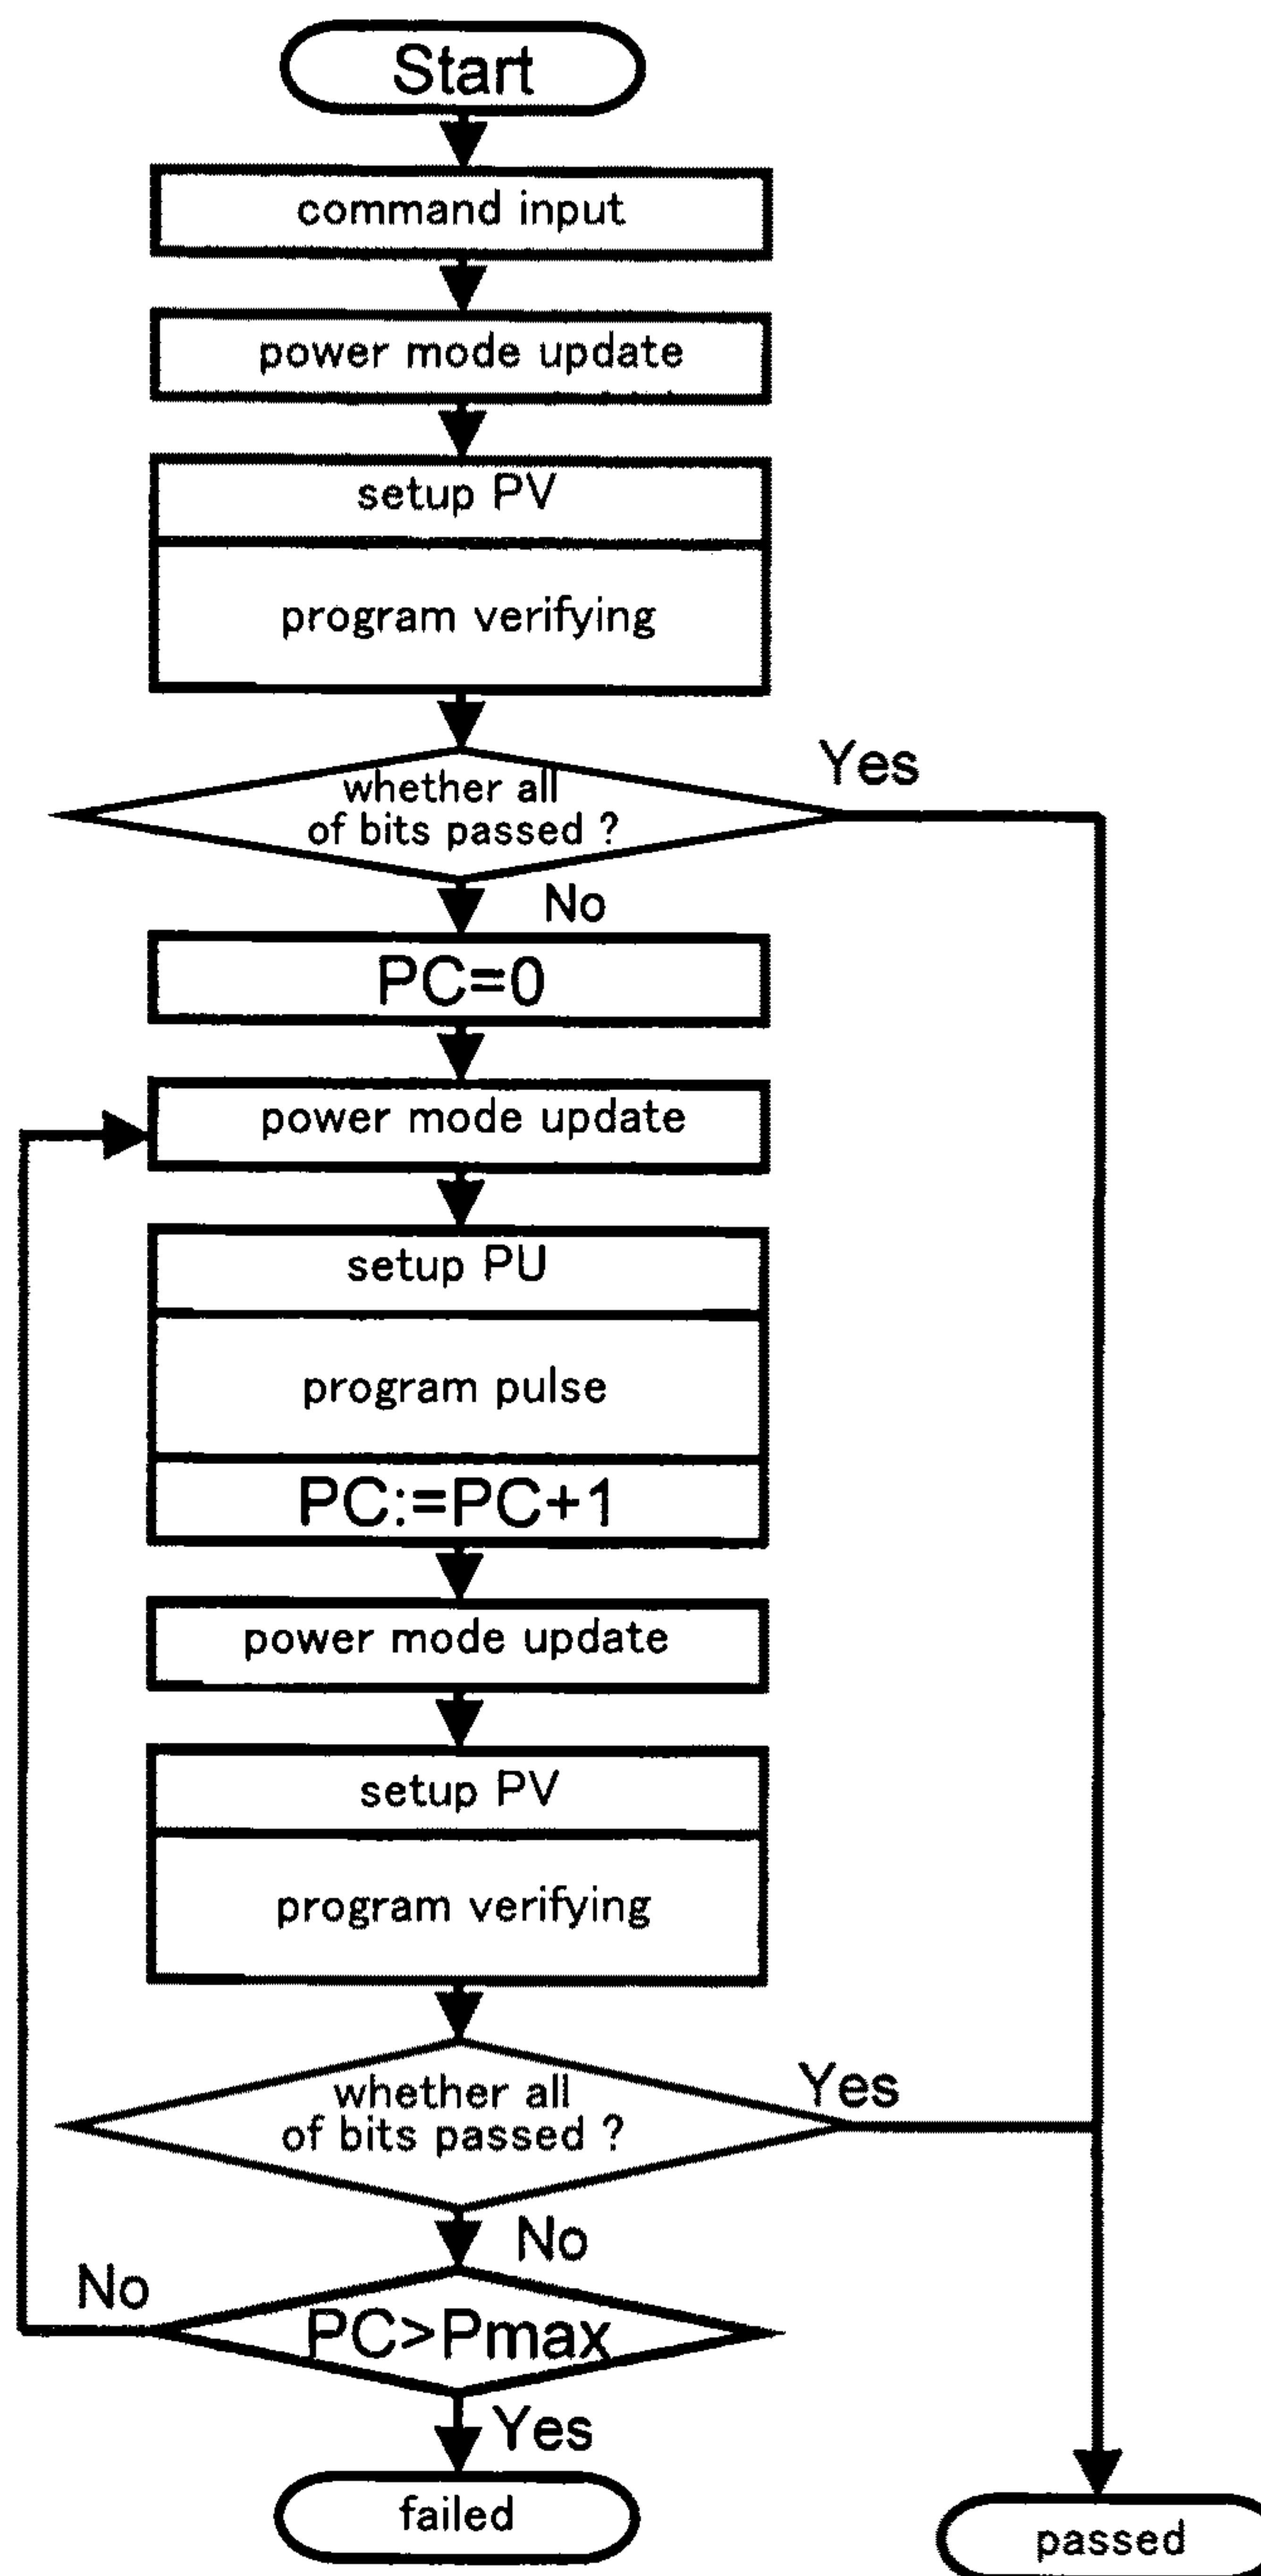 Start
command input
power mode update
setup PV
program verifying
whether all
of bits passed ?
Yes
No
PC=0
power mode update
setup PU
program pulse
PC:=PC+1
power mode update
setup PV
program verifying
whether all
of bits passed ?
Yes
No
No
PC>Pmax
Yes
failed
passed